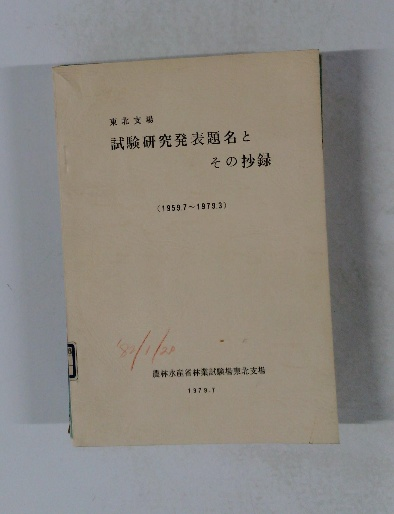 東北支場
試験研究発表題名と
その抄録
(1959.7~1979.3)
農林水産省林業試験場東北支場
1979.7